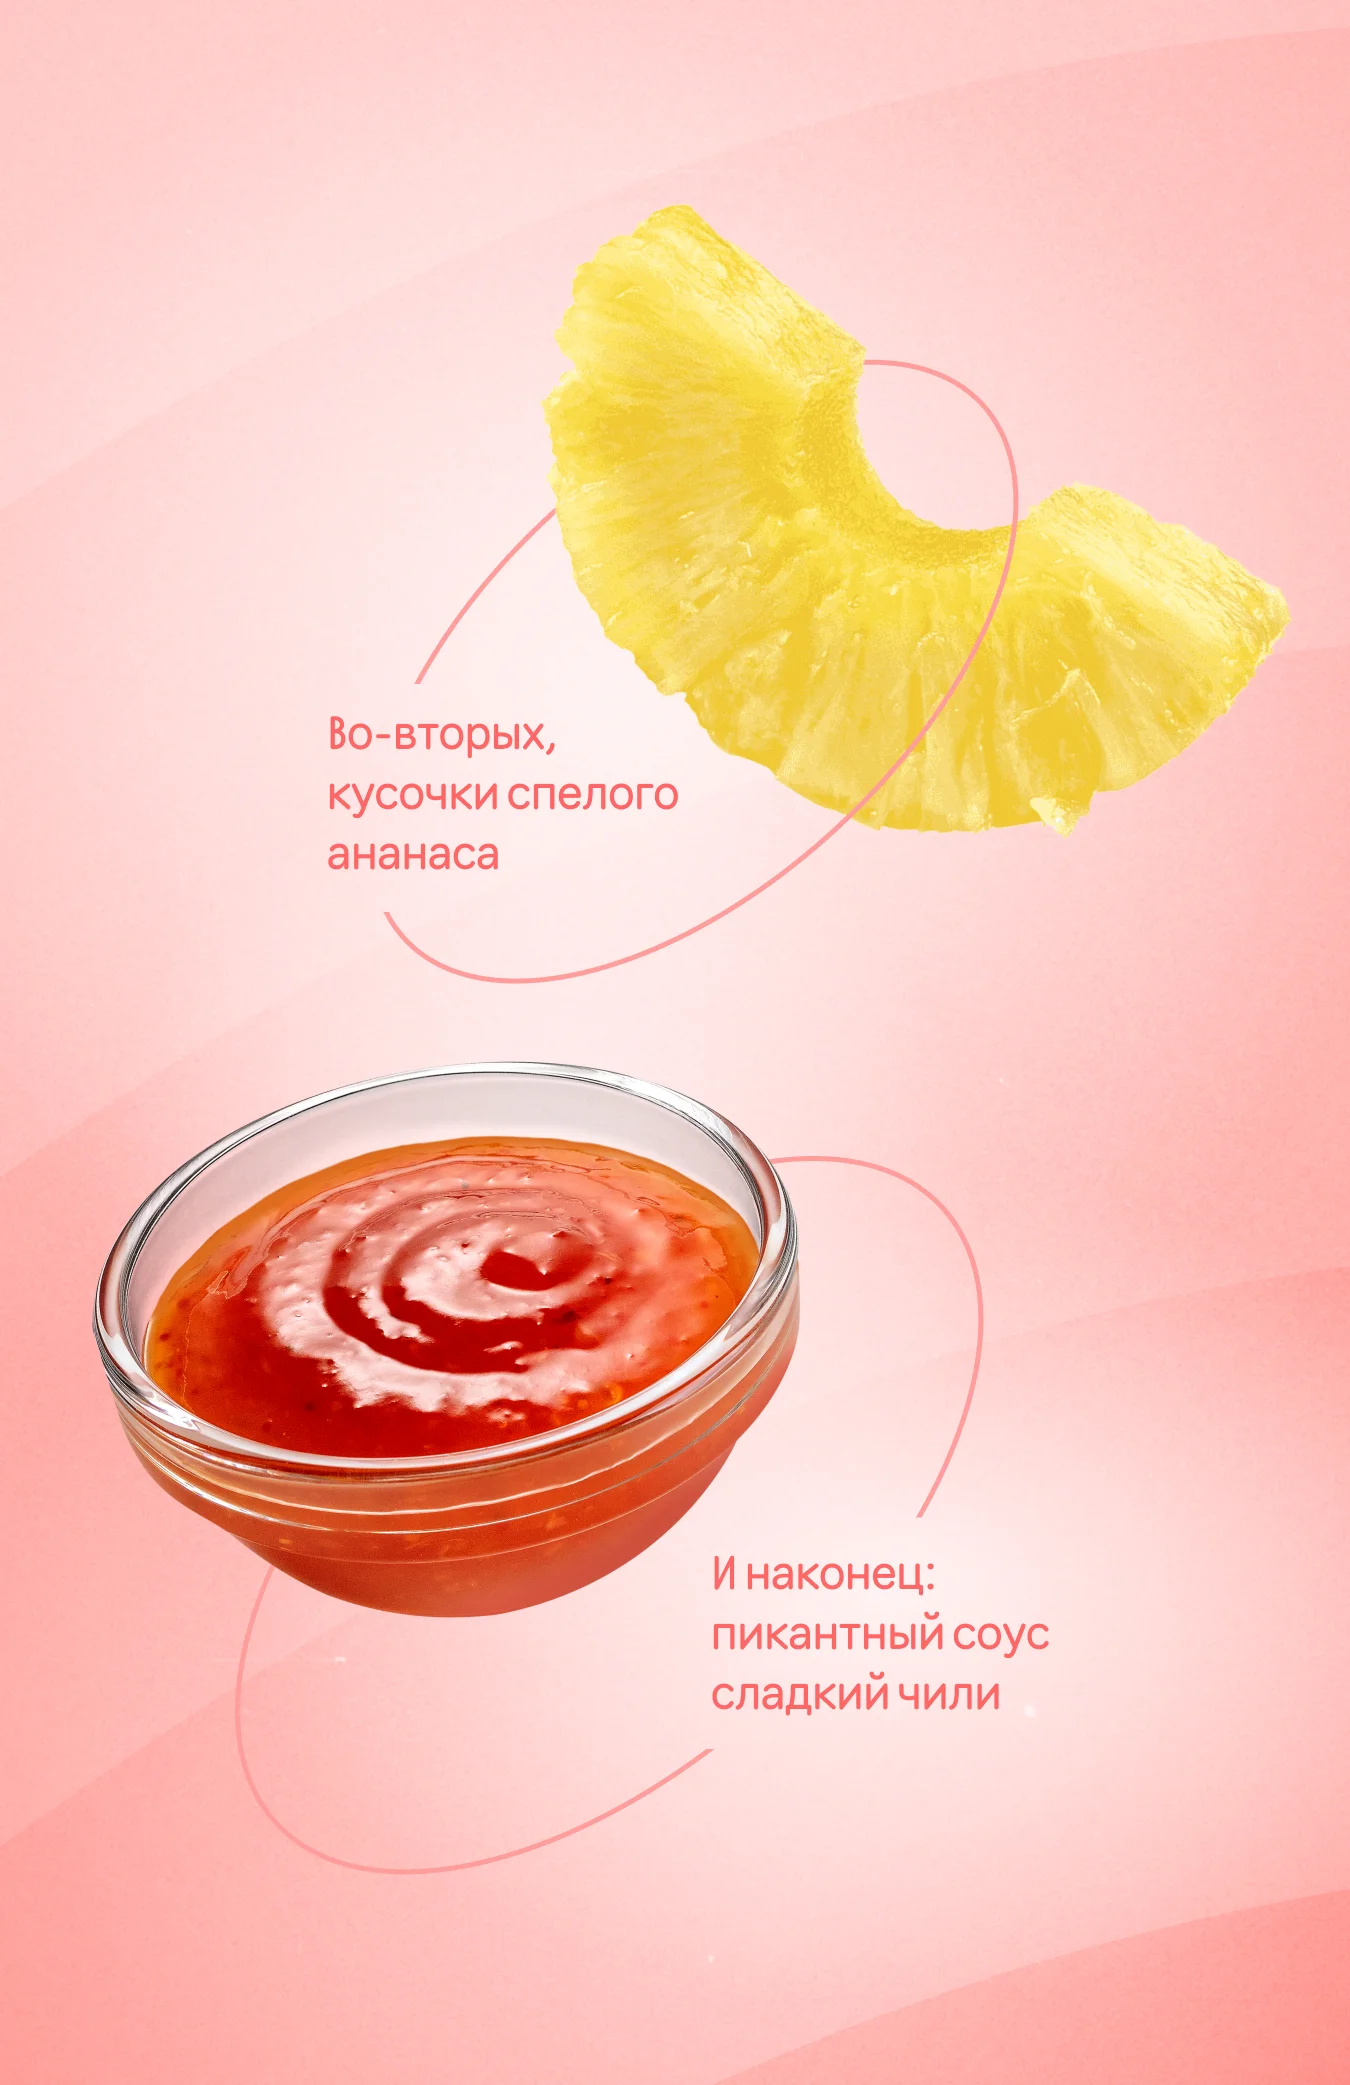 Во-вторых,
кусочки спелого
ананаса
И наконец:
пикантный соус
сладкий чили